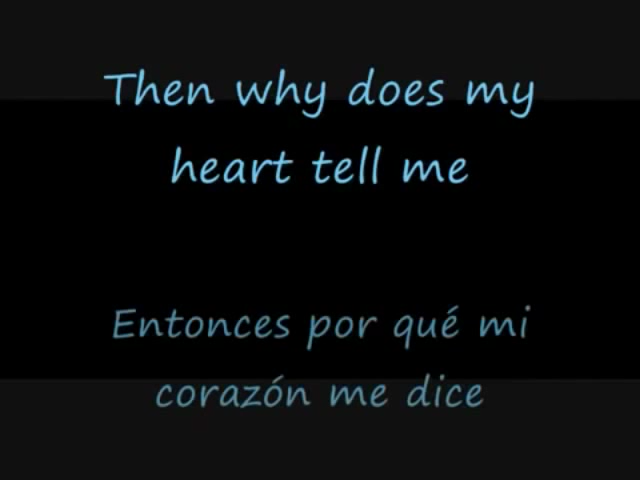 Then why does my
heart tell me
Entonces por qué mi
corazón me dice